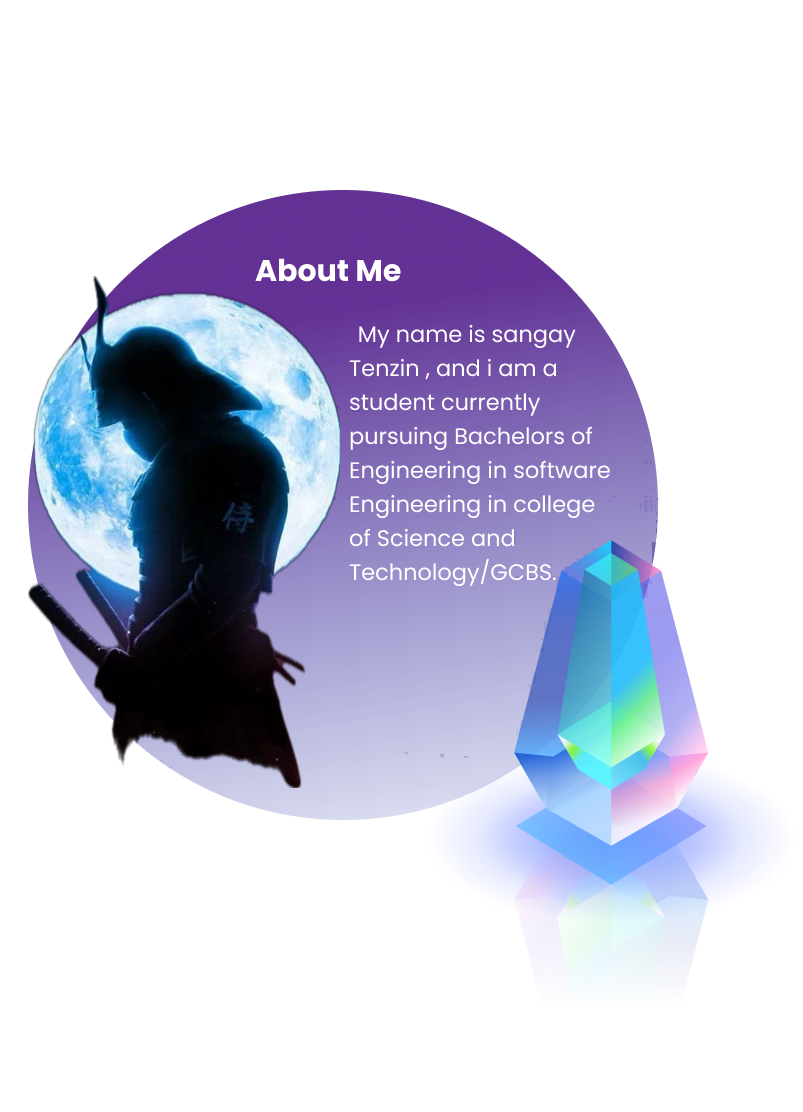 About Me
My name is sangay
Tenzin , and i am a
student currently
pursuing Bachelors of
Engineering in software
Engineering in college
of Science and
Technology/GCBS.
侍